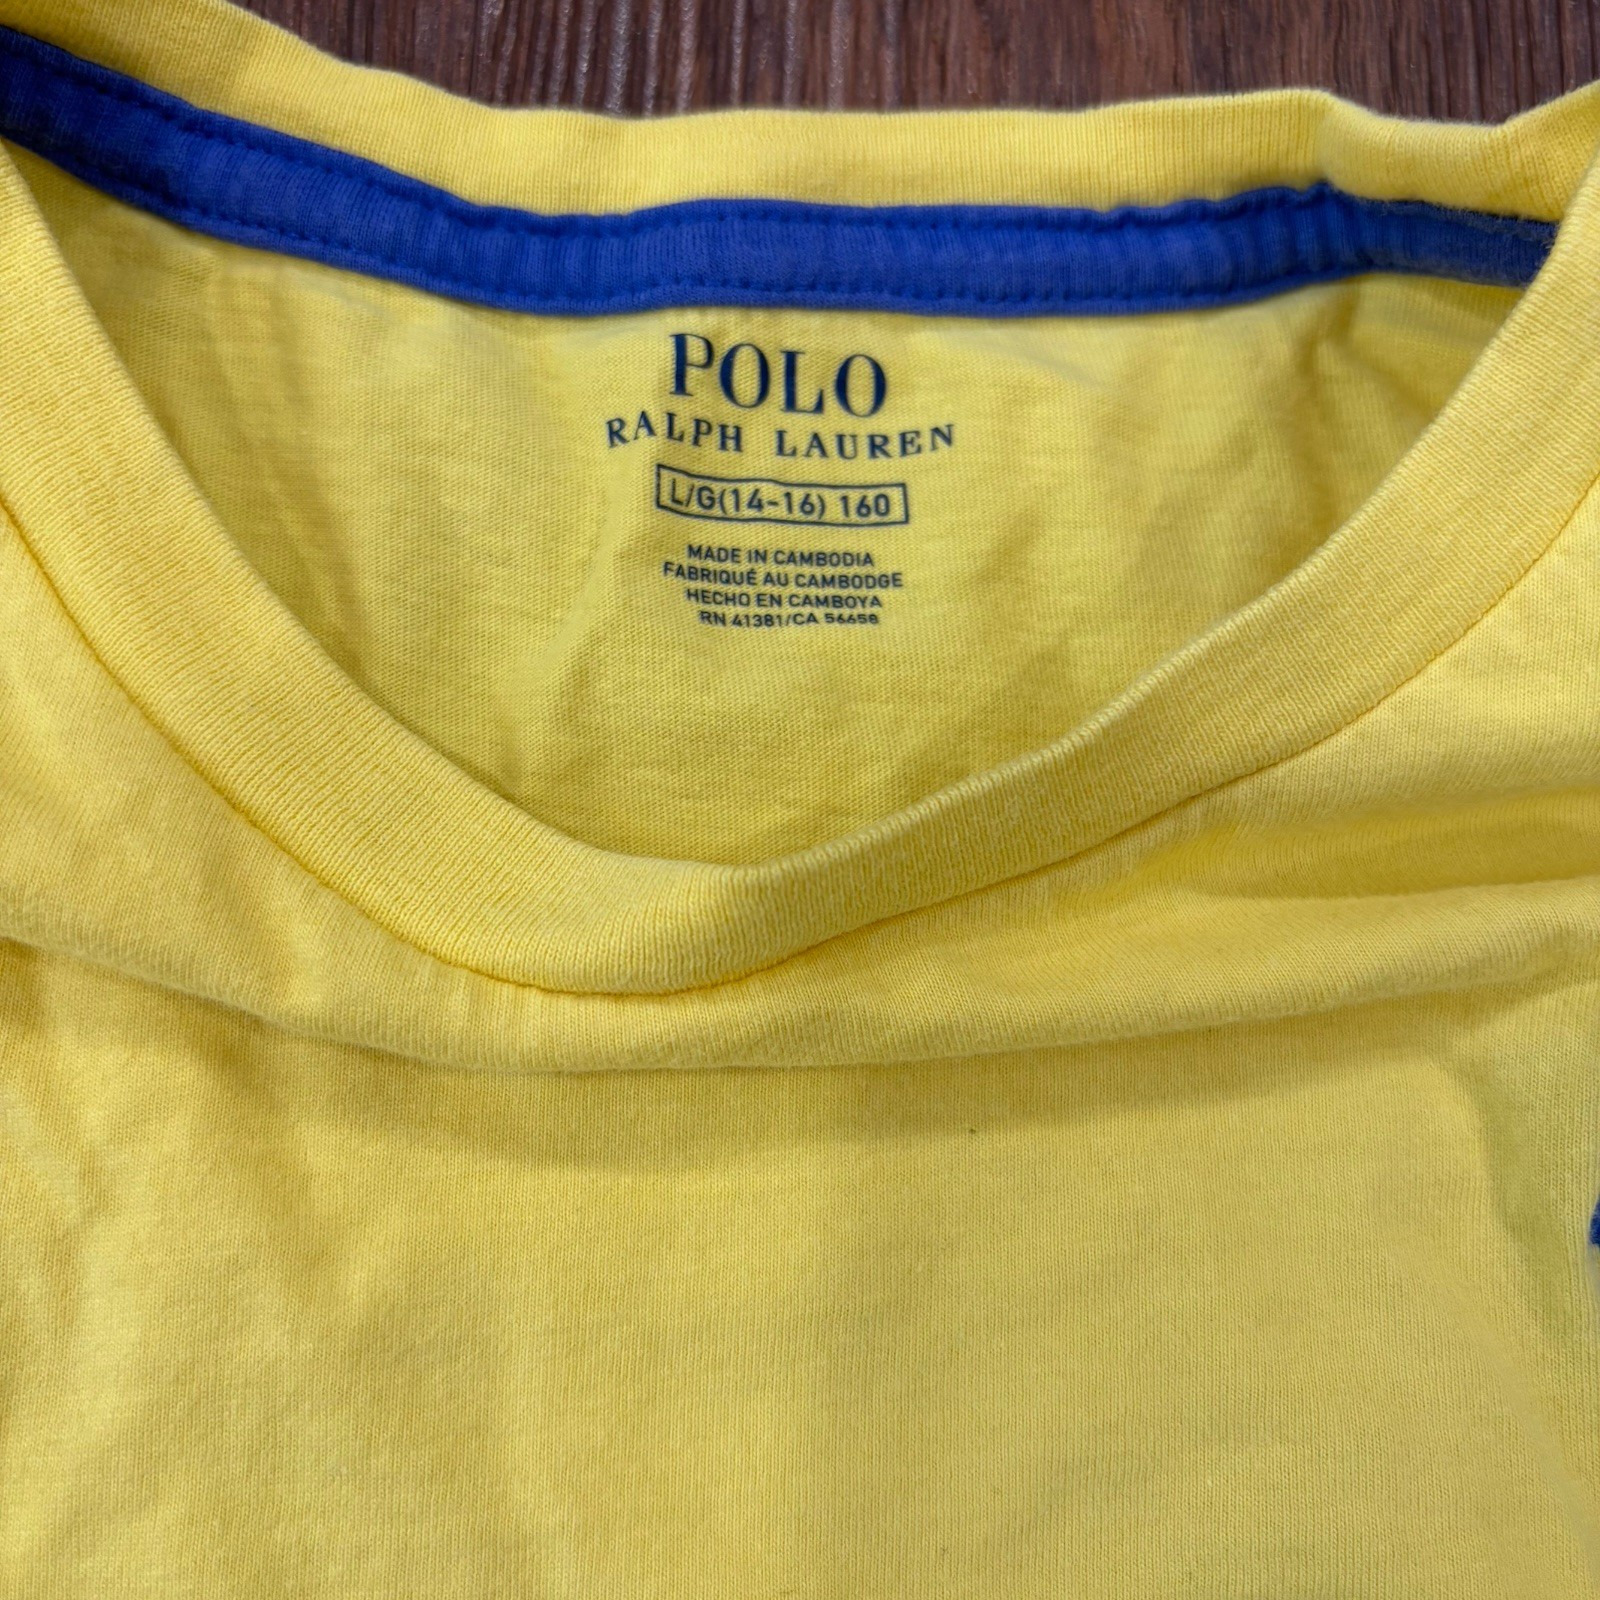 POLO
RALPH LAUREN
L/G(14-16) 160
MADE IN CAMBODIA
FABRIQUÉ AU CAMBODGE
HECHO EN CAMBOYA
RN 41381/CA 56658